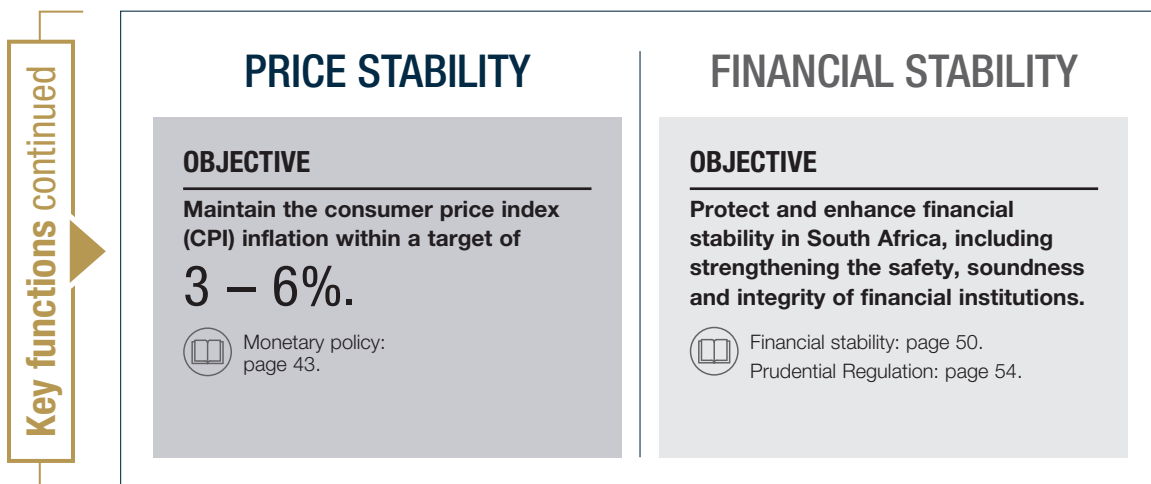 Key functions continued
PRICE STABILITY
OBJECTIVE
Maintain the consumer price index
(CPI) inflation within a target of
3 – 6%.
Monetary policy:
page 43.
FINANCIAL STABILITY
OBJECTIVE
Protect and enhance financial
stability in South Africa, including
strengthening the safety, soundness
and integrity of financial institutions.
Financial stability: page 50.
Prudential Regulation: page 54.